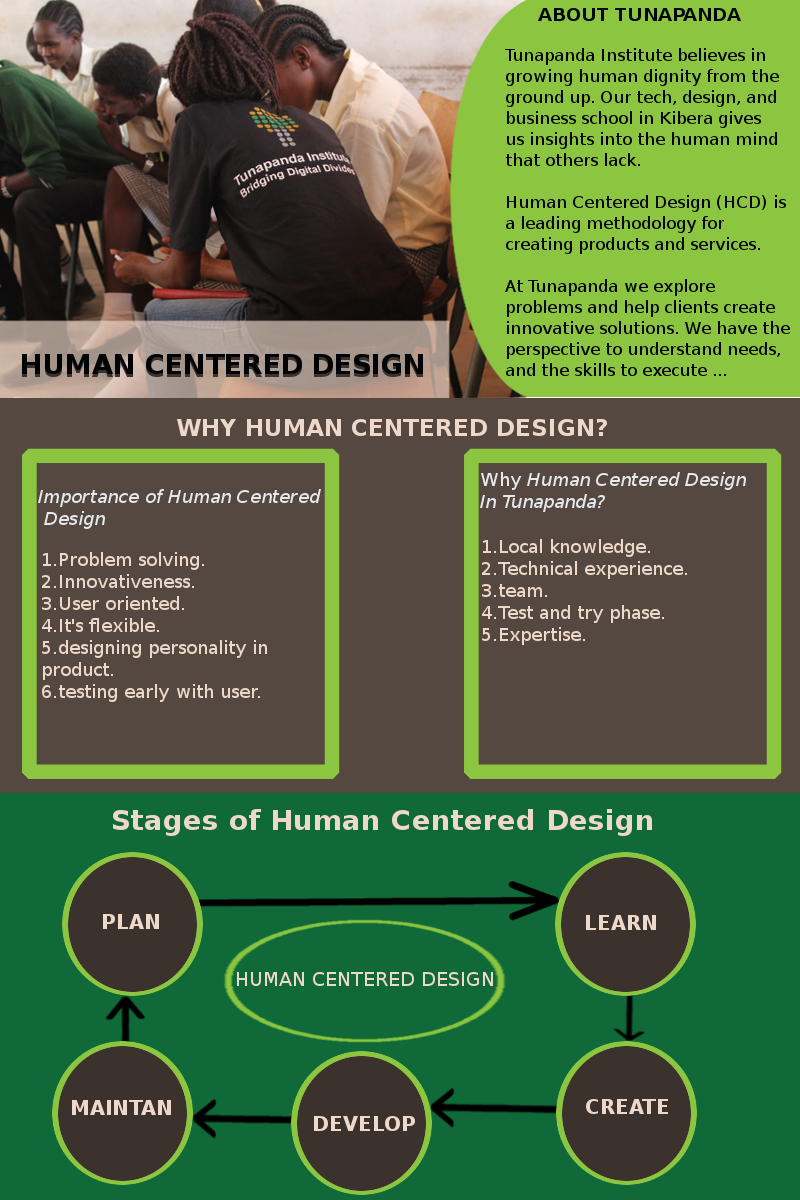 ABOUT TUNAPANDA
Tunapanda Institute believes in
growing human dignity from the
ground up. Our tech, design, and
business school in Kibera gives
us insights into the human mind
that others lack.
Human Centered Design (HCD) is
a leading methodology for
creating products and services.
At Tunapanda we explore
problems and help clients create
innovative solutions. We have the
perspective to understand needs,
and the skills to execute ...
Tunapanda Institute
Bridging Digital Divides
HUMAN CENTERED DESIGN
WHY HUMAN CENTERED DESIGN?
Importance of Human Centered
Design
1.Problem solving.
2.Innovativeness.
3.User oriented.
4.It's flexible.
5.designing personality in
product.
6.testing early with user.
Why Human Centered Design
In Tunapanda?
1.Local knowledge.
2.Technical experience.
3.team.
4.Test and try phase.
5.Expertise.
Stages of Human Centered Design
PLAN
LEARN
HUMAN CENTERED DESIGN
MAINTAN
DEVELOP
CREATE